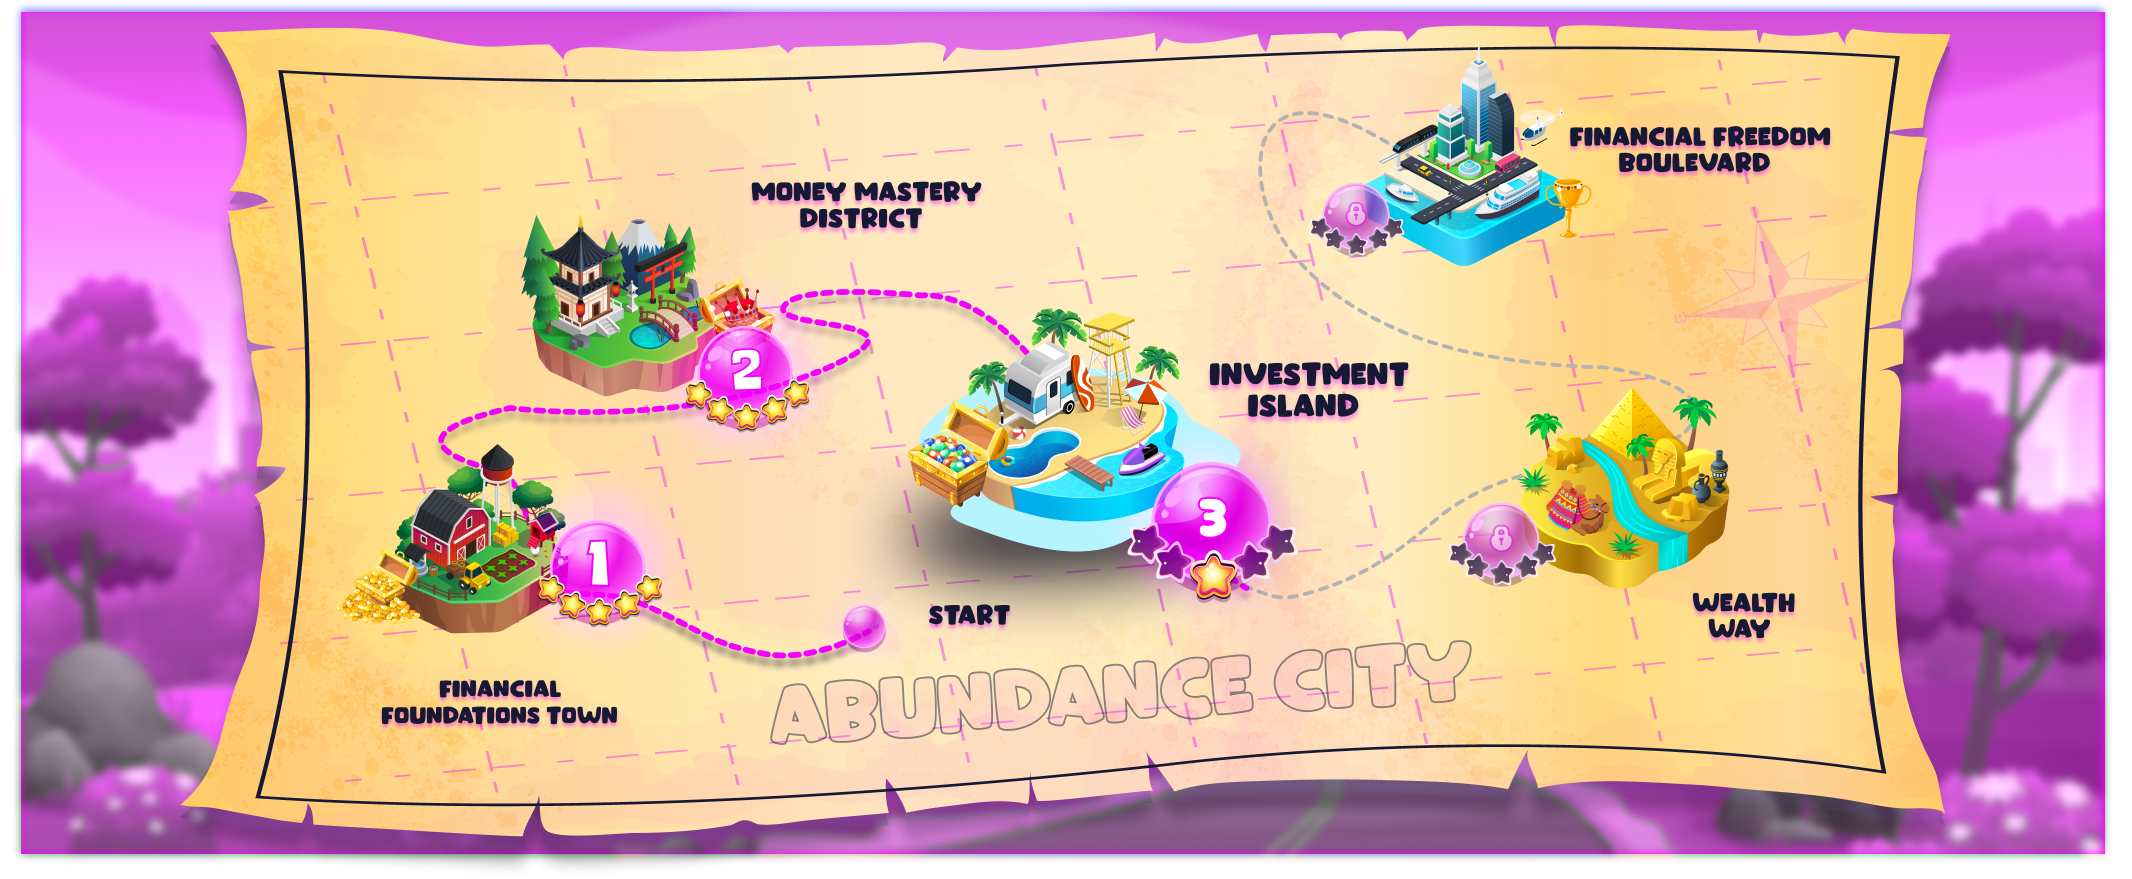 FINANCIAL FREEDOM
BOULEVARD
MONEY MASTERY
DISTRICT
2
INVESTMENT
ISLAND
3
1
START
WEALTH
WAY
FINANCIAL
FOUNDATIONS TOWN
ABUNDANCE CITY